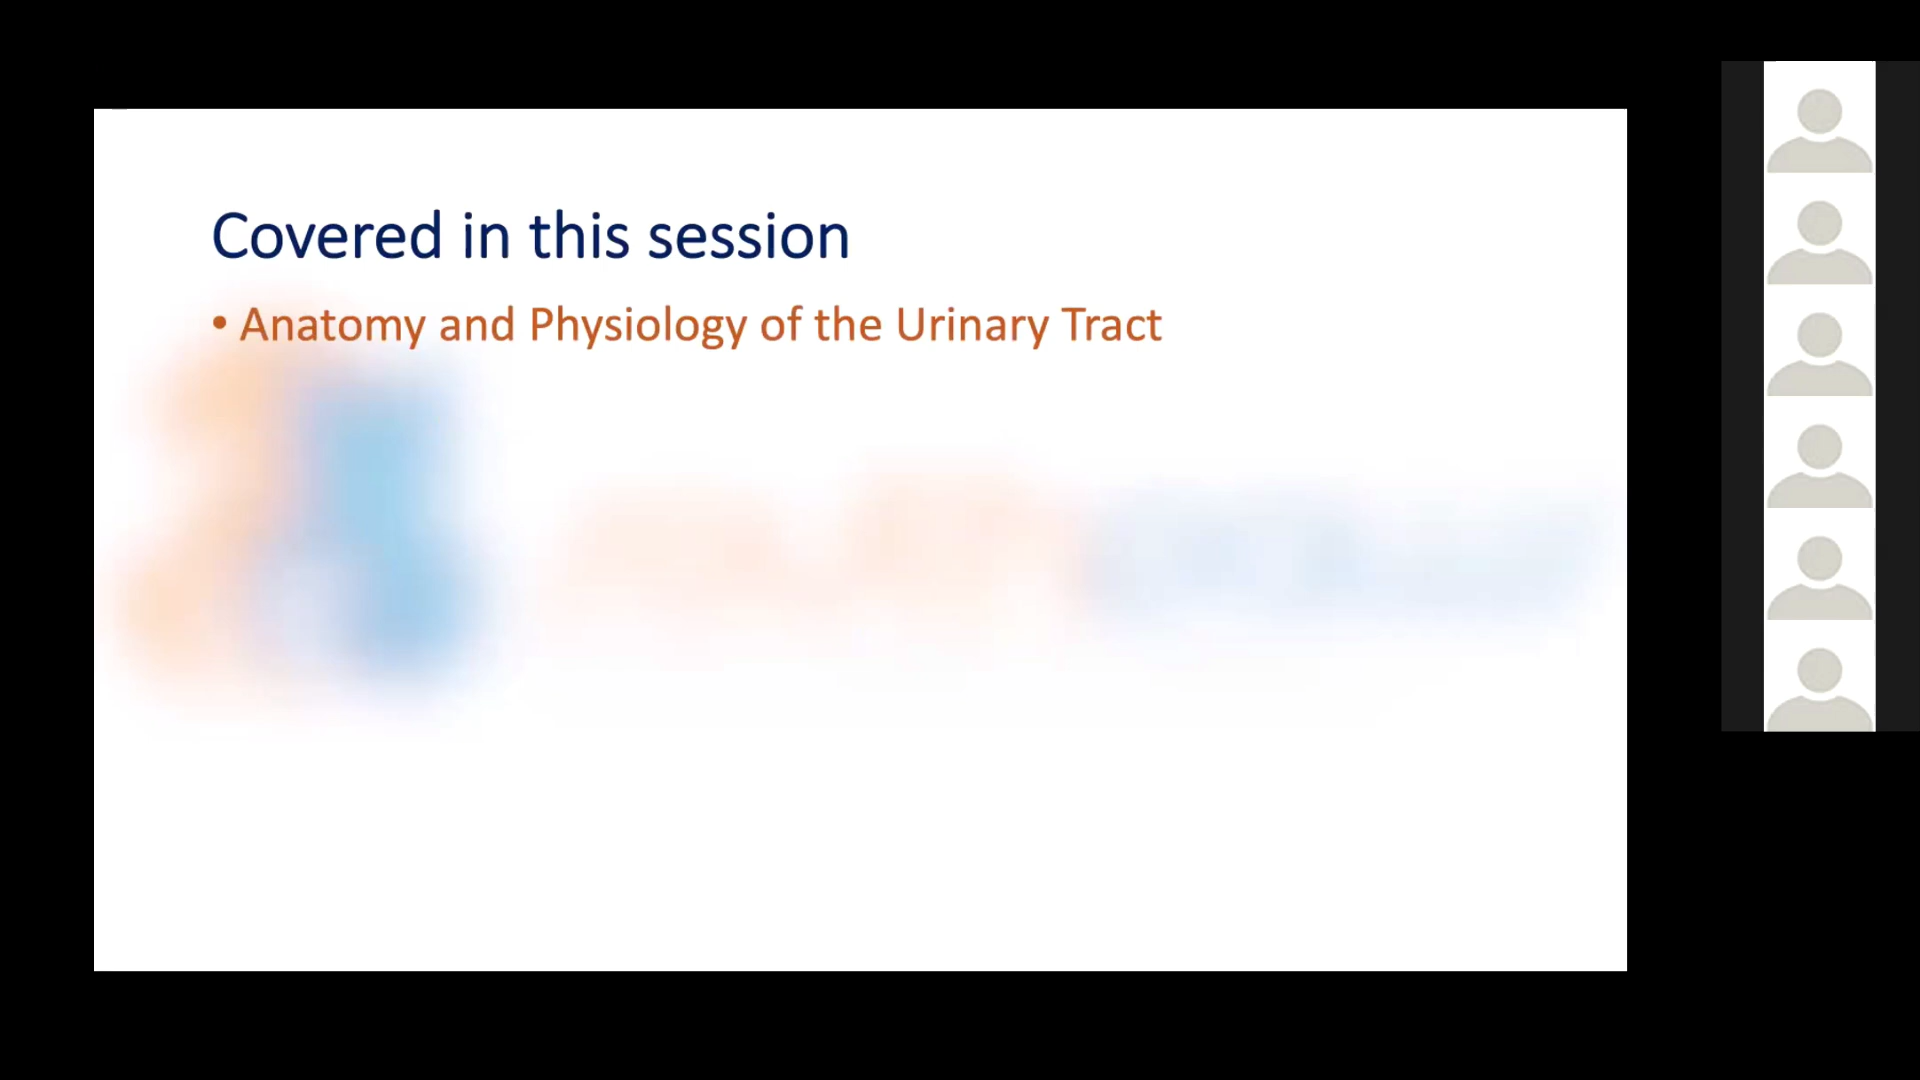 Covered in this session
• Anatomy and Physiology of the Urinary Tract